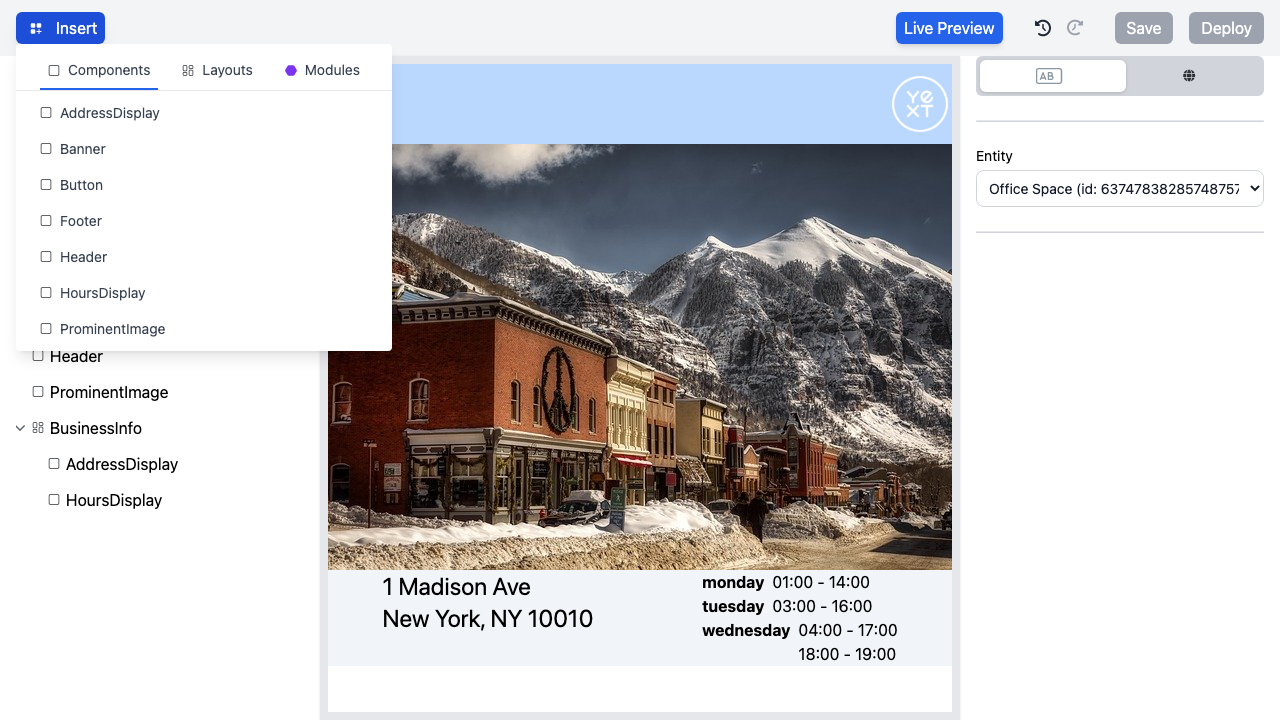 Insert
Live Preview
Save
Deploy
Components
Layouts
Modules
AddressDisplay
Banner
Button
Footer
Header
HoursDisplay
ProminentImage
Header
ProminentImage
BusinessInfo
AddressDisplay
HoursDisplay
YEXT
1 Madison Ave
New York, NY 10010
monday 01:00 - 14:00
tuesday 03:00 - 16:00
wednesday 04:00 - 17:00
18:00 - 19:00
AB
Entity
Office Space (id: 63747838285748757